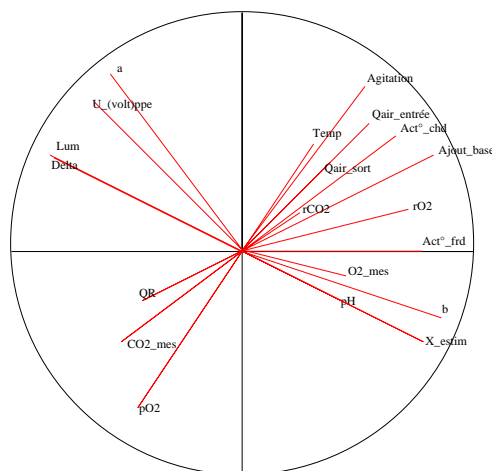 a
Agitation
U_(volt)ppe
Qair_entrée
Temp
Act°_chd
Lum
Ajout_base
Delta
Qair_sort
rCO2
rO2
Act°_frd
O2_mes
QR
pH
b
CO2_mes
X_estim
pO2